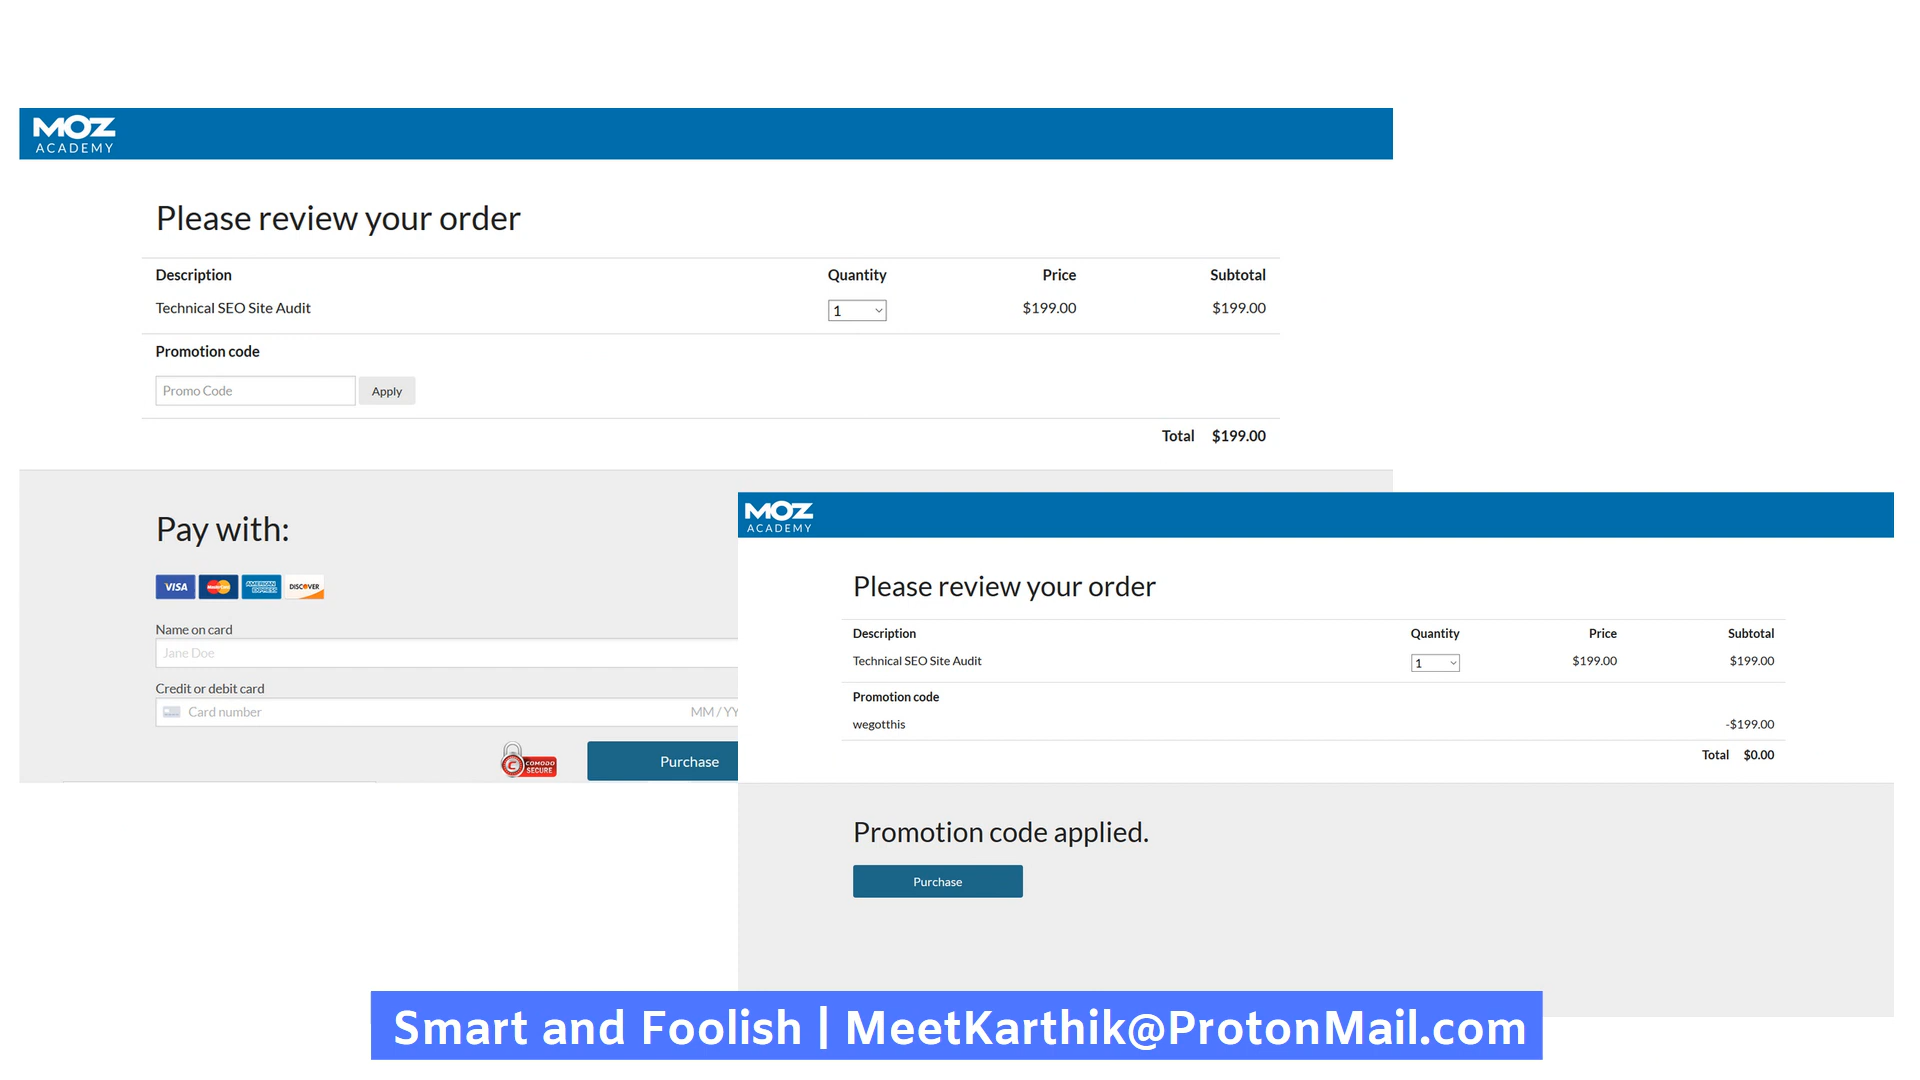 MOZ
ACADEMY
Please review your order
Description Quantity Price Subtotal
Technical SEO Site Audit 1 $199.00 $199.00
Promotion code
Promo Code Apply
Total $199.00
Pay with:
VISA MasterCard AMERICAN EXPRESS DISCOVER
Name on card
Jane Doe
Credit or debit card
Card number MM / YY
COMODO
SECURE
Purchase
MOZ
ACADEMY
Please review your order
Description Quantity Price Subtotal
Technical SEO Site Audit 1 $199.00 $199.00
Promotion code
wegotthis -$199.00
Total $0.00
Promotion code applied.
Purchase
Smart and Foolish | MeetKarthik@ProtonMail.com